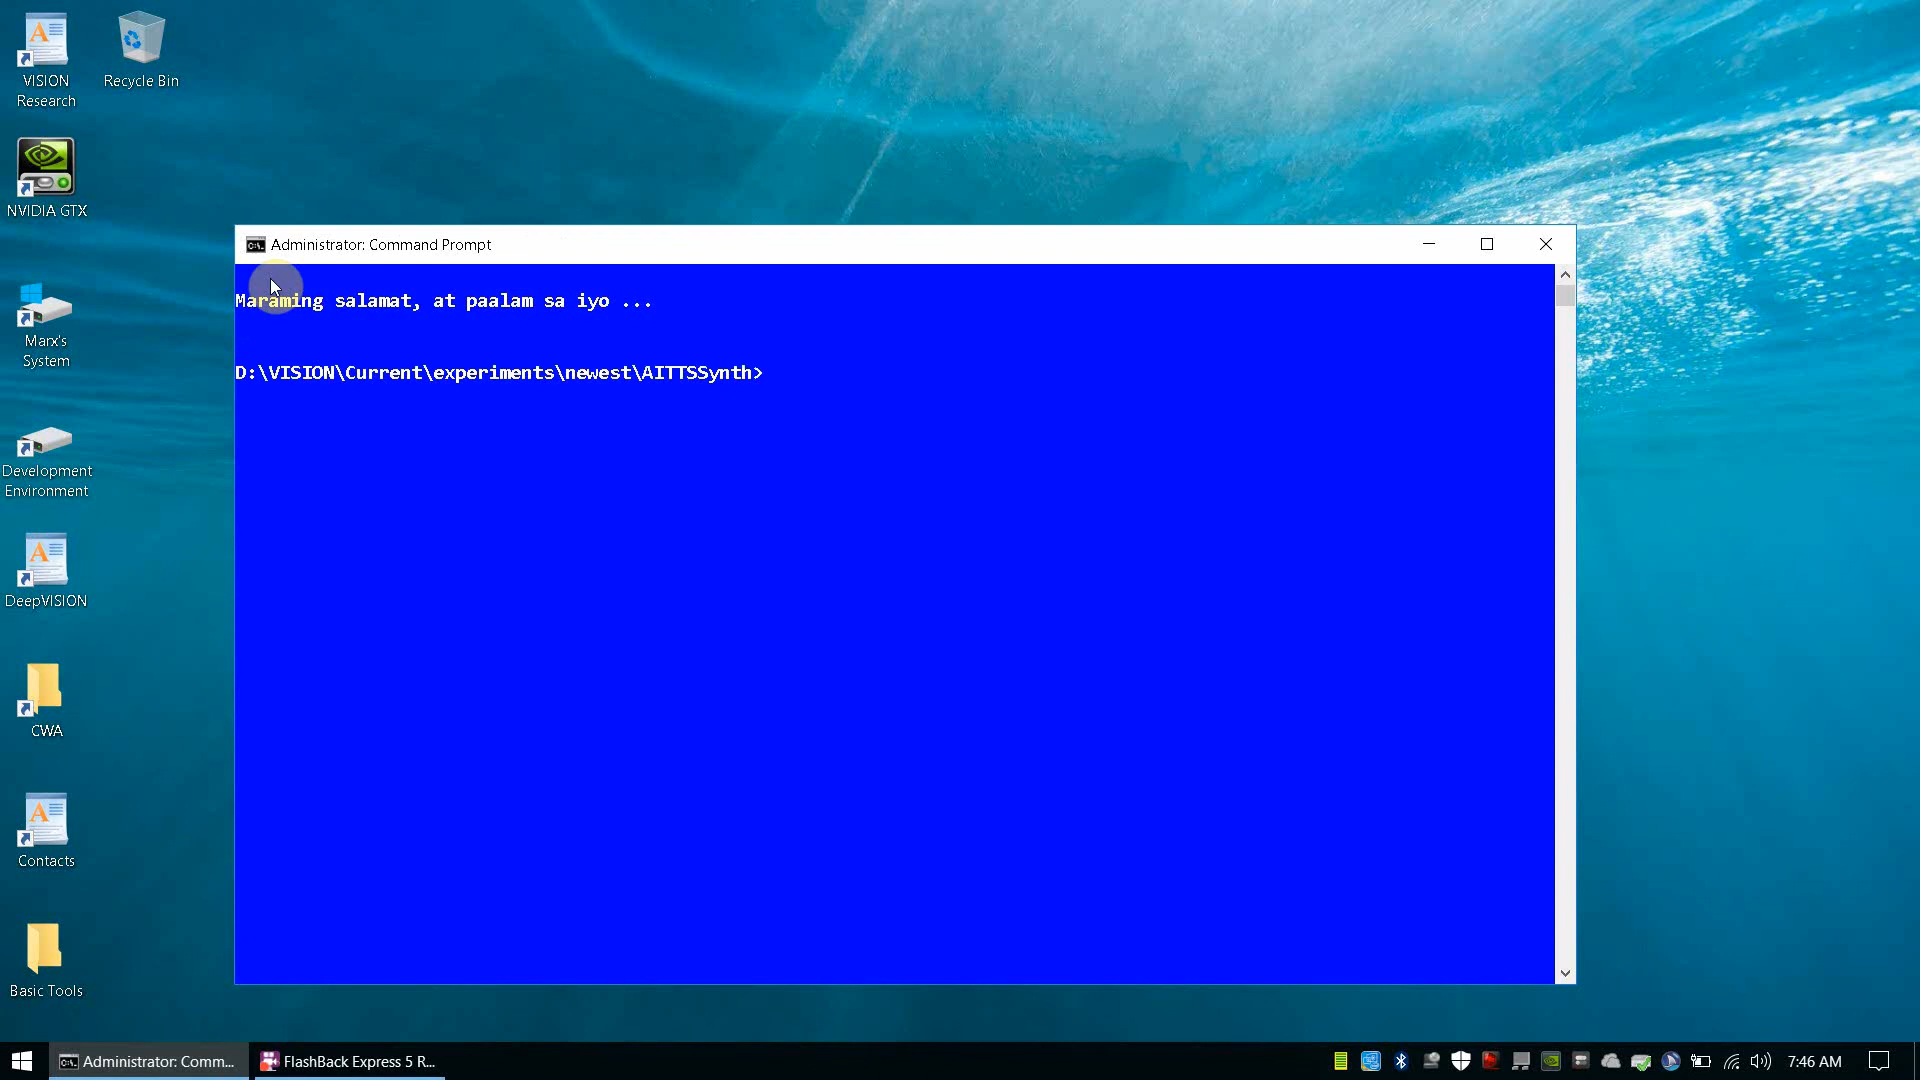 VISION
Research
Recycle Bin
NVIDIA GTX
Marx's
System
Development
Environment
DeepVISION
CWA
Contacts
Basic Tools
Administrator: Command Prompt
Maraming salamat, at paalam sa iyo ...
D:\VISION\Current\experiments\newest\AITTSSynth>
Administrator: Comm...
FlashBack Express 5 R...
7:46 AM